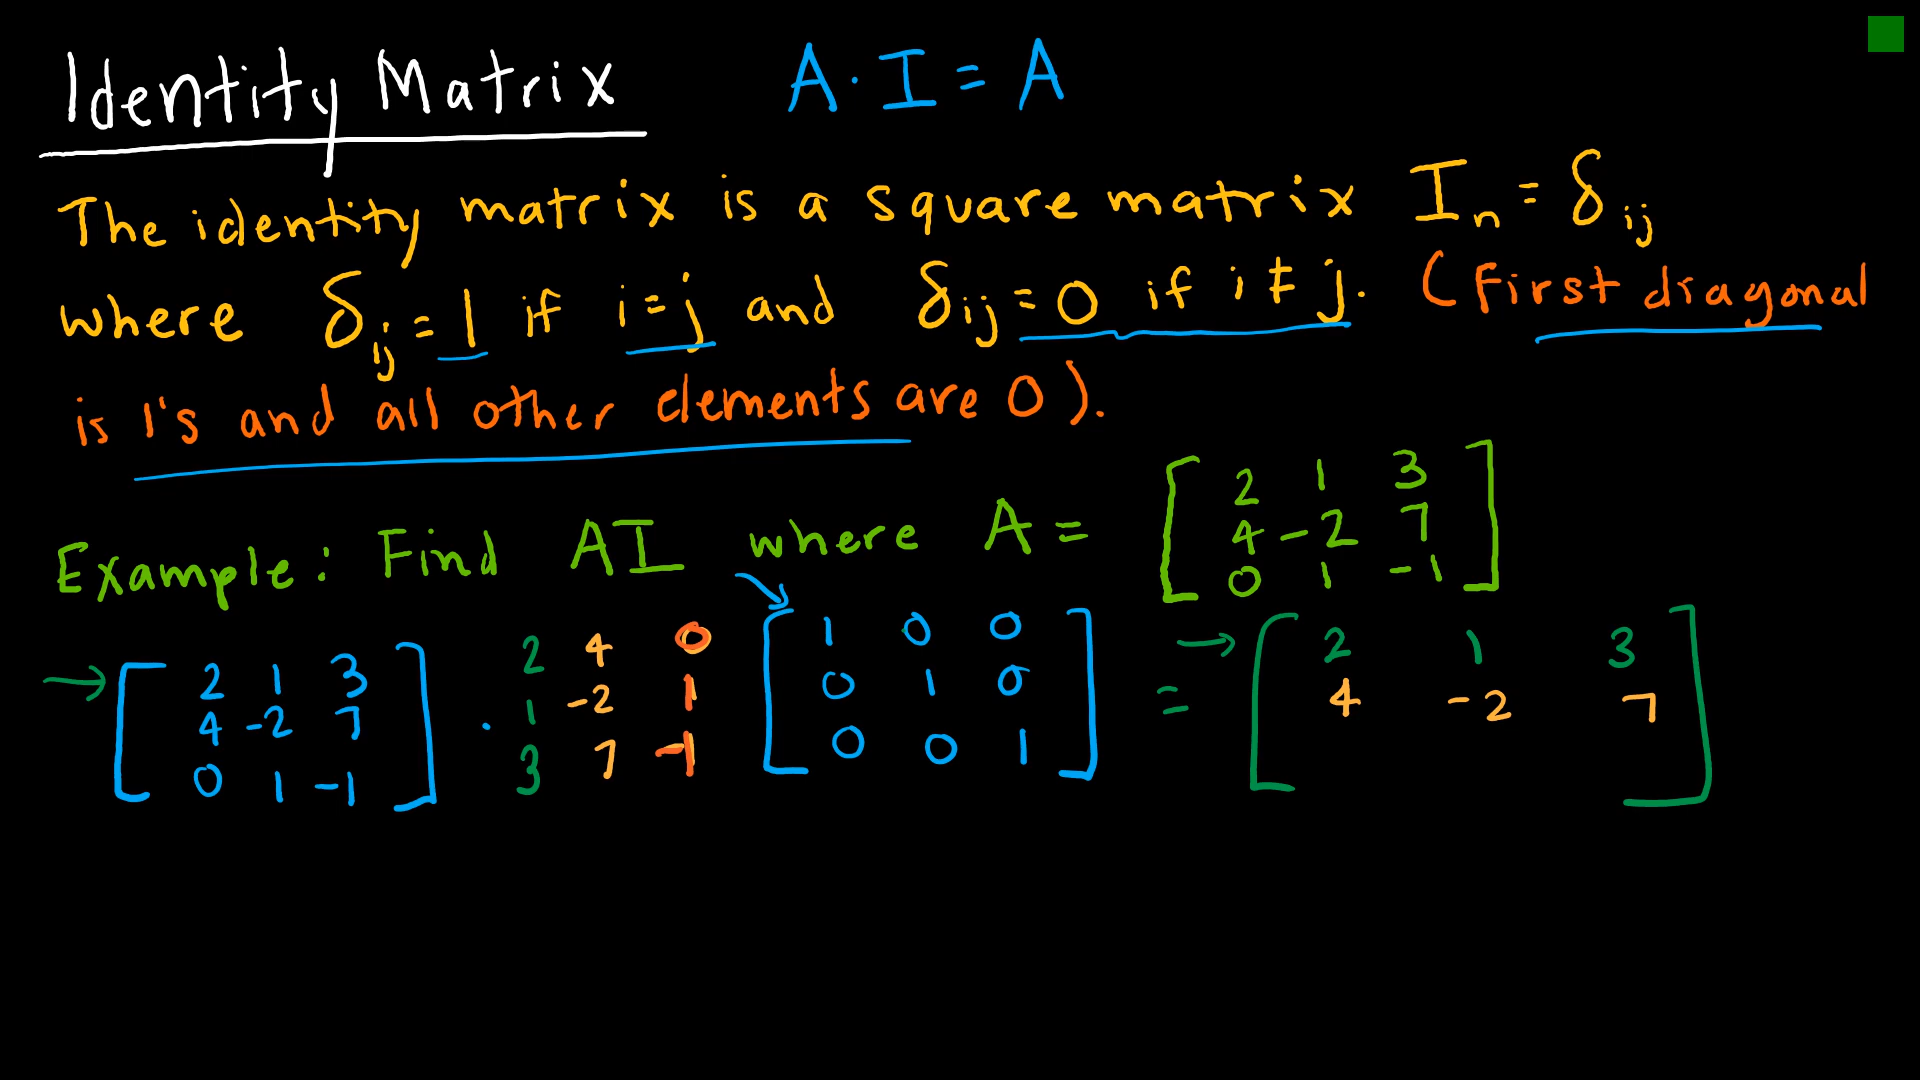 Identity Matrix A · I = A
The identity matrix is a square matrix Iₙ = δᵢⱼ
where δᵢⱼ = 1 if i = j and δᵢⱼ = 0 if i ≠ j. (First diagonal
is 1's and all other elements are 0).
Example: Find AI where A = [2 1 3
4 -2 7
0 1 -1]
→ [2 1 3 · 2 4 0 [1 0 0 = → [2 1 3
4 -2 7 1 -2 1 0 1 0 4 -2 7
0 1 -1] 3 7 -1 0 0 1] ]